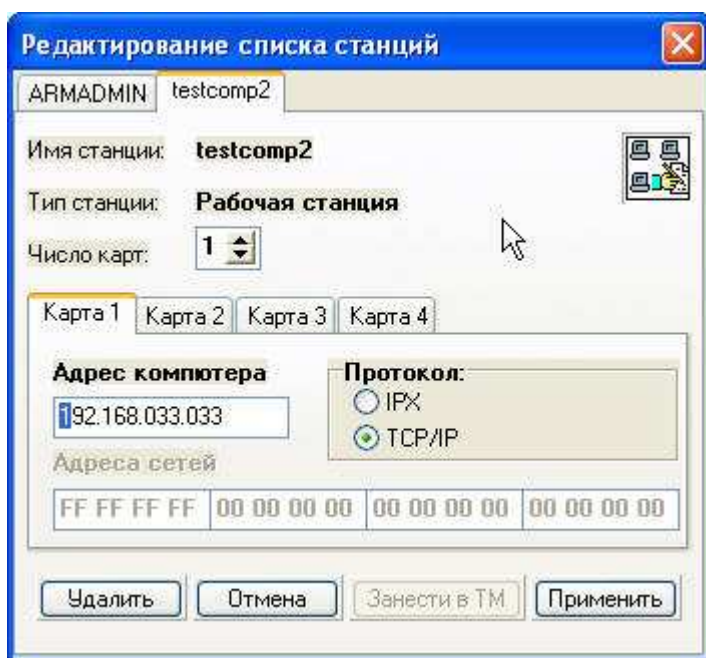 Редактирование списка станций
ARMADMIN testcomp2
Имя станции: testcomp2
Тип станции: Рабочая станция
Число карт: 1
Карта 1 Карта 2 Карта 3 Карта 4
Адрес компютера Протокол:
IPX
192.168.033.033
TCP/IP
Адреса сетей
FF FF FF FF 00 00 00 00 00 00 00 00 00 00 00 00
Удалить Отмена Занести в ТМ Применить